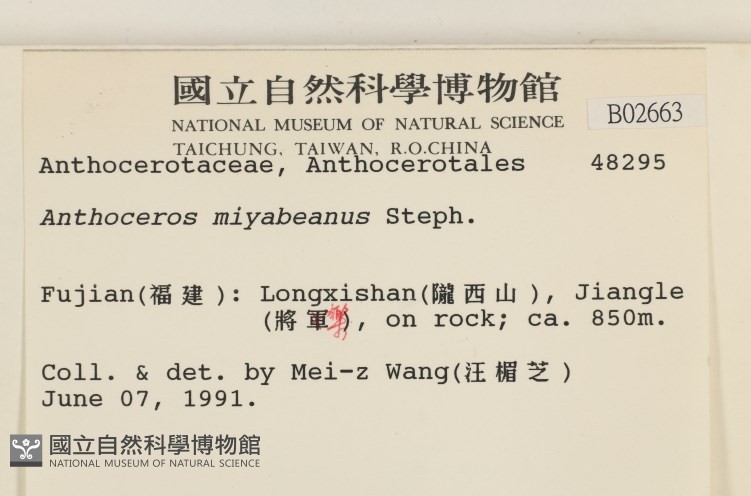 國立自然科學博物館
NATIONAL MUSEUM OF NATURAL SCIENCE
B02663
TAICHUNG, TAIWAN, R.O.CHINA
Anthocerotaceae, Anthocerotales 48295
Anthoceros miyabeanus Steph.
Fujian(福建): Longxishan(隴西山), Jiangle
(將軍樂), on rock; ca. 850m.
Coll. & det. by Mei-z Wang(汪楣芝)
June 07, 1991.
國立自然科學博物館
NATIONAL MUSEUM OF NATURAL SCIENCE